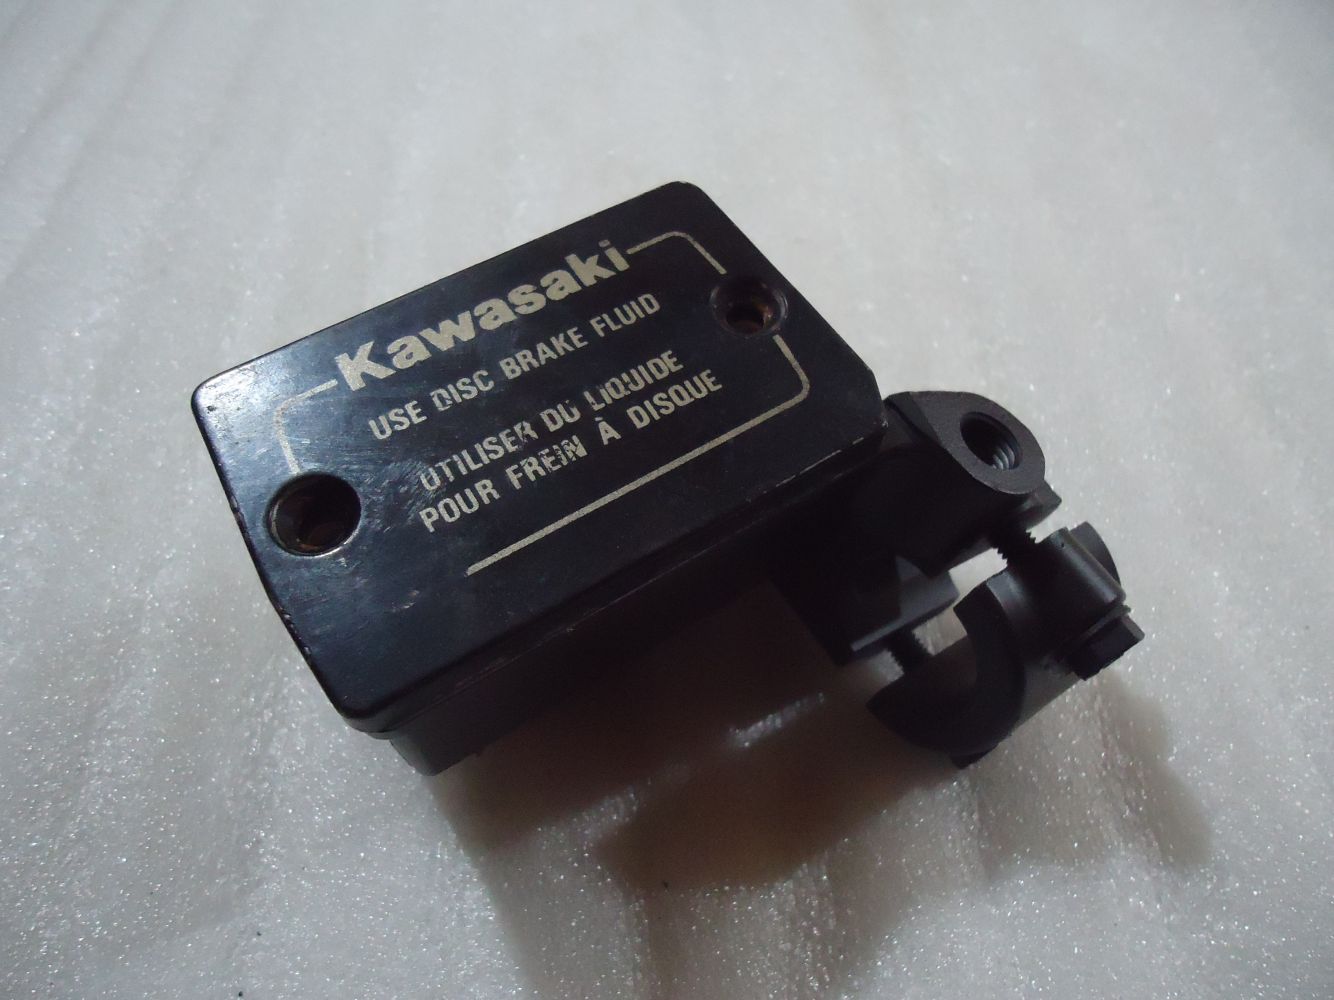 Kawasaki
USE DISC BRAKE FLUID
UTILISER DU LIQUIDE
POUR FREIN À DISQUE